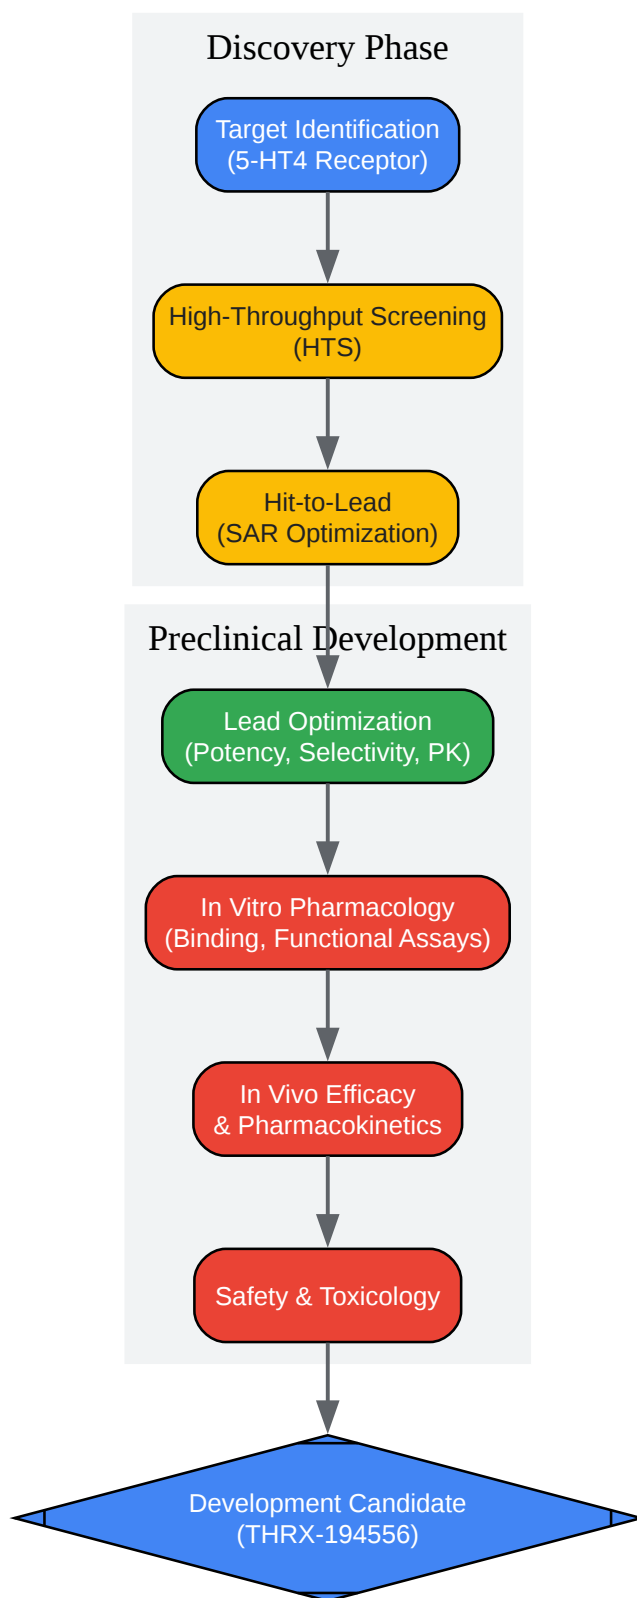 Discovery Phase
Target Identification
(5-HT4 Receptor)
High-Throughput Screening
(HTS)
Hit-to-Lead
(SAR Optimization)
Preclinical Development
Lead Optimization
(Potency, Selectivity, PK)
In Vitro Pharmacology
(Binding, Functional Assays)
In Vivo Efficacy
& Pharmacokinetics
Safety & Toxicology
Development Candidate
(THRX-194556)